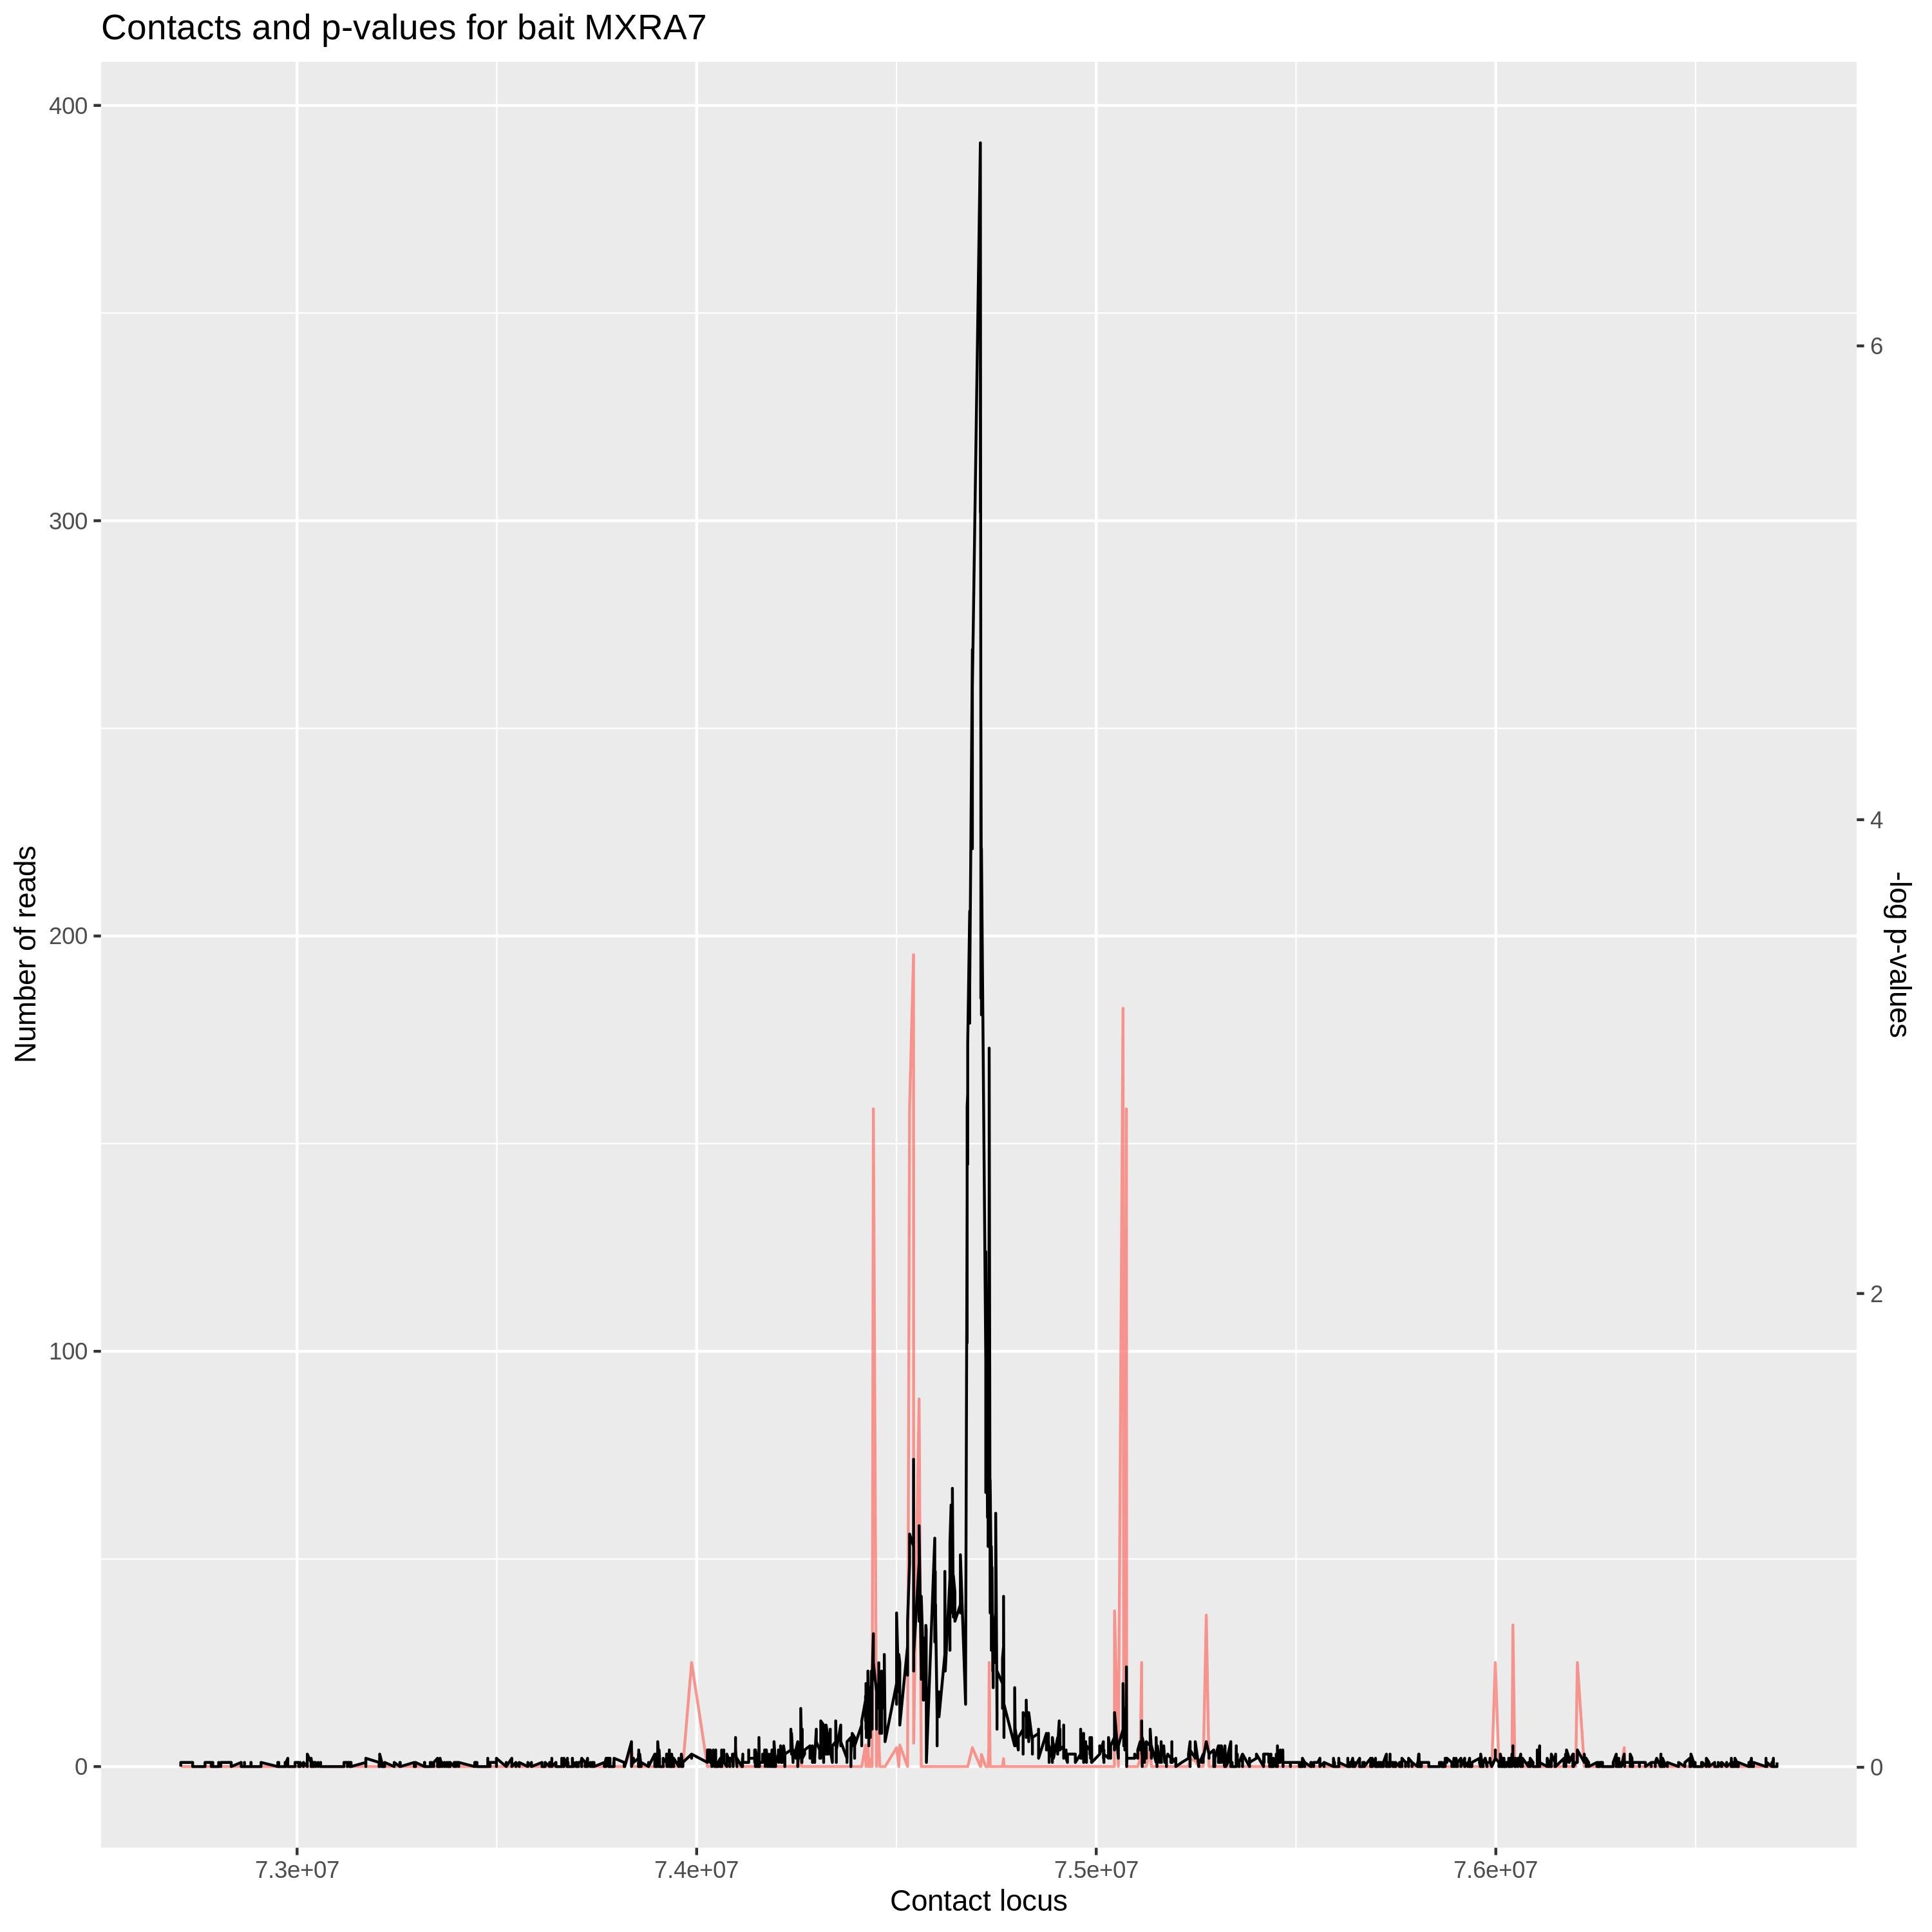 Contacts and p-values for bait MXRA7
400
300
200
100
0
Number of reads
6
4
2
0
-log p-values
7.3e+07
7.4e+07
7.5e+07
7.6e+07
Contact locus